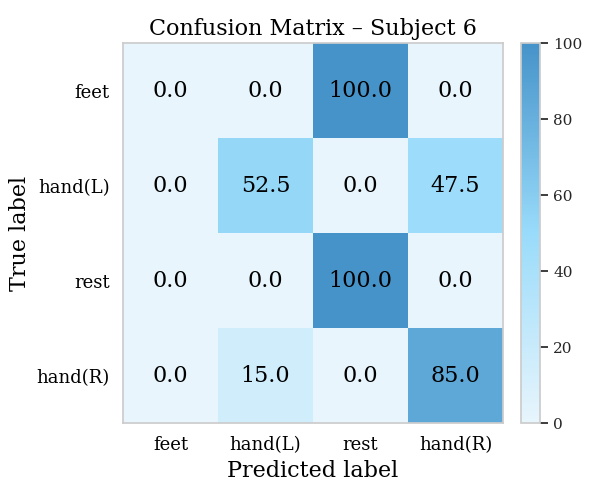 Confusion Matrix – Subject 6
feet 0.0 0.0 100.0 0.0
hand(L) 0.0 52.5 0.0 47.5
rest 0.0 0.0 100.0 0.0
hand(R) 0.0 15.0 0.0 85.0
feet hand(L) rest hand(R)
Predicted label
True label
100
80
60
40
20
0